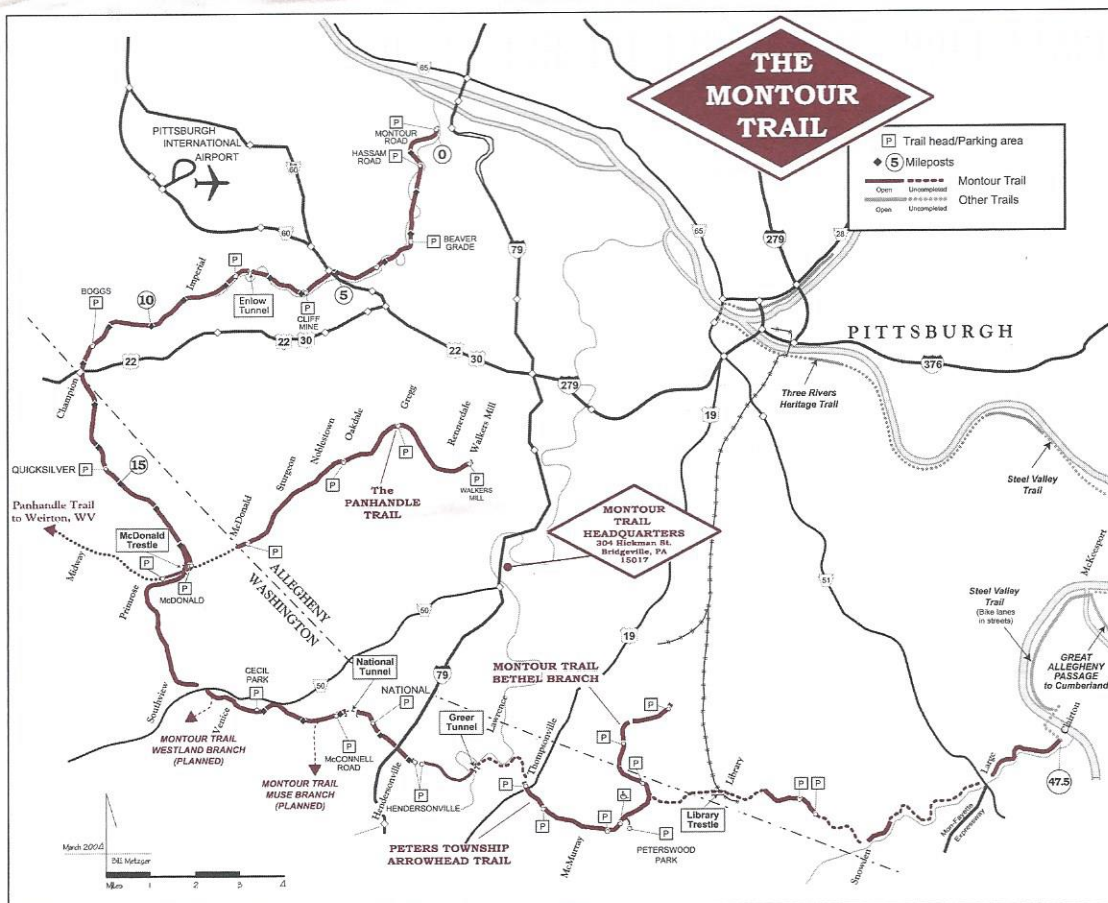 THE
MONTOUR
TRAIL
P Trail head/Parking area
5 Mileposts
Montour Trail
Open Uncompleted
Other Trails
Open Uncompleted
PITTSBURGH
INTERNATIONAL
AIRPORT
60
60
65
P
MONTOUR
ROAD
HASSAM
ROAD
P
0
P BEAVER
GRADE
79
65
279
28
Imperial
P
Enlow
Tunnel
P
CLIFF
MINE
5
BOGGS
P
10
22
22
30
22
30
279
19
PITTSBURGH
376
Three Rivers
Heritage Trail
Steel Valley
Trail
Champion
QUICKSILVER P
15
Sturgeon
Noblestown
Oakdale
Gregg
Rennerdale
Walkers Mill
P
P
P
WALKERS
MILL
The
PANHANDLE
TRAIL
Panhandle Trail
to Weirton, WV
McDonald
Trestle
McDonald
P
Midway
P
P
McDONALD
Primrose
ALLEGHENY
WASHINGTON
MONTOUR
TRAIL
HEADQUARTERS
304 Hickman St.
Bridgeville, PA
15017
51
50
19
McKeesport
Steel Valley
Trail
(Bike lanes
in streets)
GREAT
ALLEGHENY
PASSAGE
to Cumberland
Clairton
47.5
Southview
50
Venice
CECIL
PARK
P
National
Tunnel
NATIONAL
P
79
MONTOUR TRAIL
WESTLAND BRANCH
(PLANNED)
P
McCONNELL
ROAD
MONTOUR TRAIL
MUSE BRANCH
(PLANNED)
Hendersonville
P
HENDERSONVILLE
Greer
Tunnel
Lawrence
Thompsonville
P
P
MONTOUR TRAIL
BETHEL BRANCH
P
P
P
P
P
PETERSWOOD
PARK
McMurray
PETERS TOWNSHIP
ARROWHEAD TRAIL
Library
Library
Trestle
P P
Snowden
Large
Mon-Fayette
Expressway
March 2004
Bill Metzger
Miles 1 2 3 4